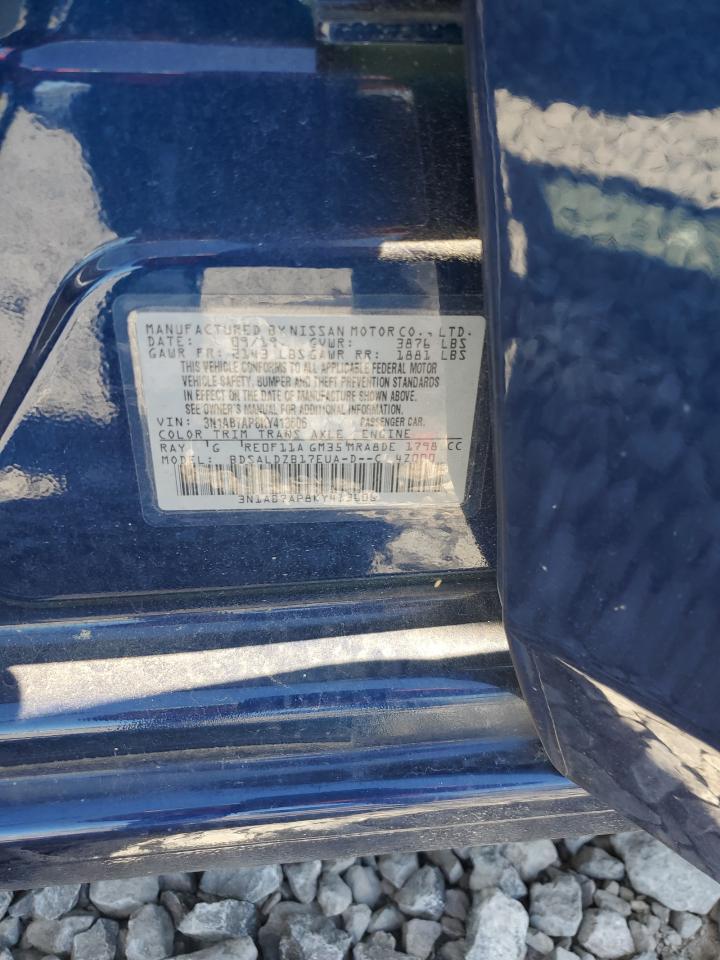 MANUFACTURED BY NISSAN MOTOR CO., LTD.
DATE: 09/19 GVWR: 3876 LBS
GAWR FR: 2143 LBS GAWR RR: 1881 LBS
THIS VEHICLE CONFORMS TO ALL APPLICABLE FEDERAL MOTOR
VEHICLE SAFETY, BUMPER AND THEFT PREVENTION STANDARDS
IN EFFECT ON THE DATE OF MANUFACTURE SHOWN ABOVE.
SEE OWNER'S MANUAL FOR ADDITIONAL INFORMATION.
VIN: 3N1AB7AP8KY413606 PASSENGER CAR.
COLOR TRIM TRANS AXLE ENGINE
RAY G RE0F11A GM35 MRA8DE 1798 CC
MODEL: BDSALDZB17EUA-D--C 4Z000
3N1AB7AP8KY413606